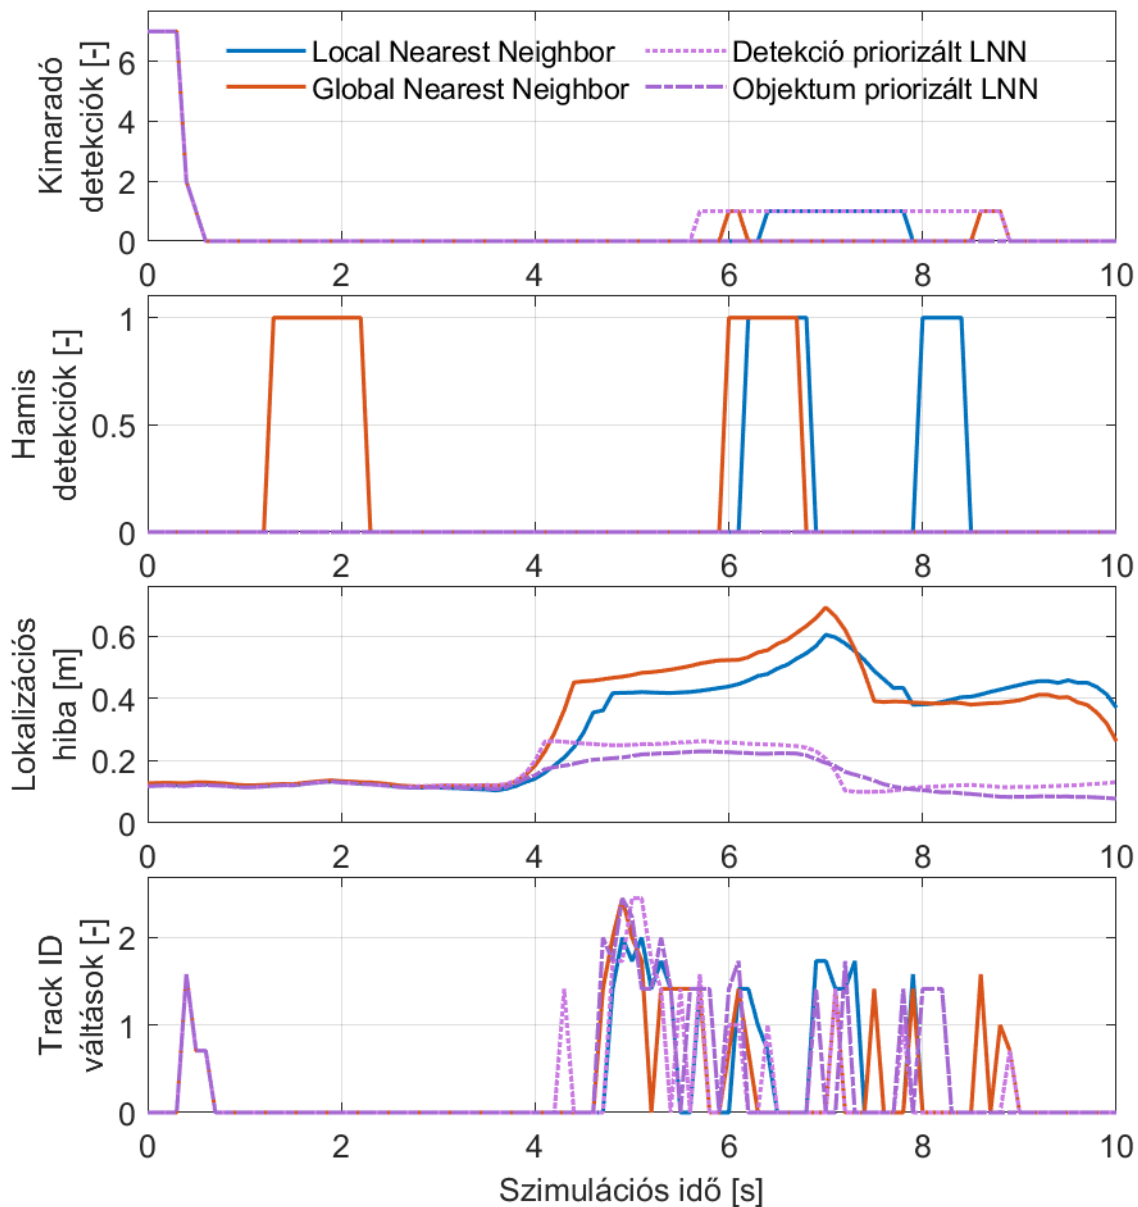 Kimaradó
detekciók [-]
6
4
2
0
Local Nearest Neighbor
Global Nearest Neighbor
Detekció priorizált LNN
Objektum priorizált LNN
0 2 4 6 8 10
Hamis
detekciók [-]
1
0.5
0
0 2 4 6 8 10
Lokalizációs
hiba [m]
0.6
0.4
0.2
0
0 2 4 6 8 10
Track ID
váltások [-]
2
1
0
0 2 4 6 8 10
Szimulációs idő [s]